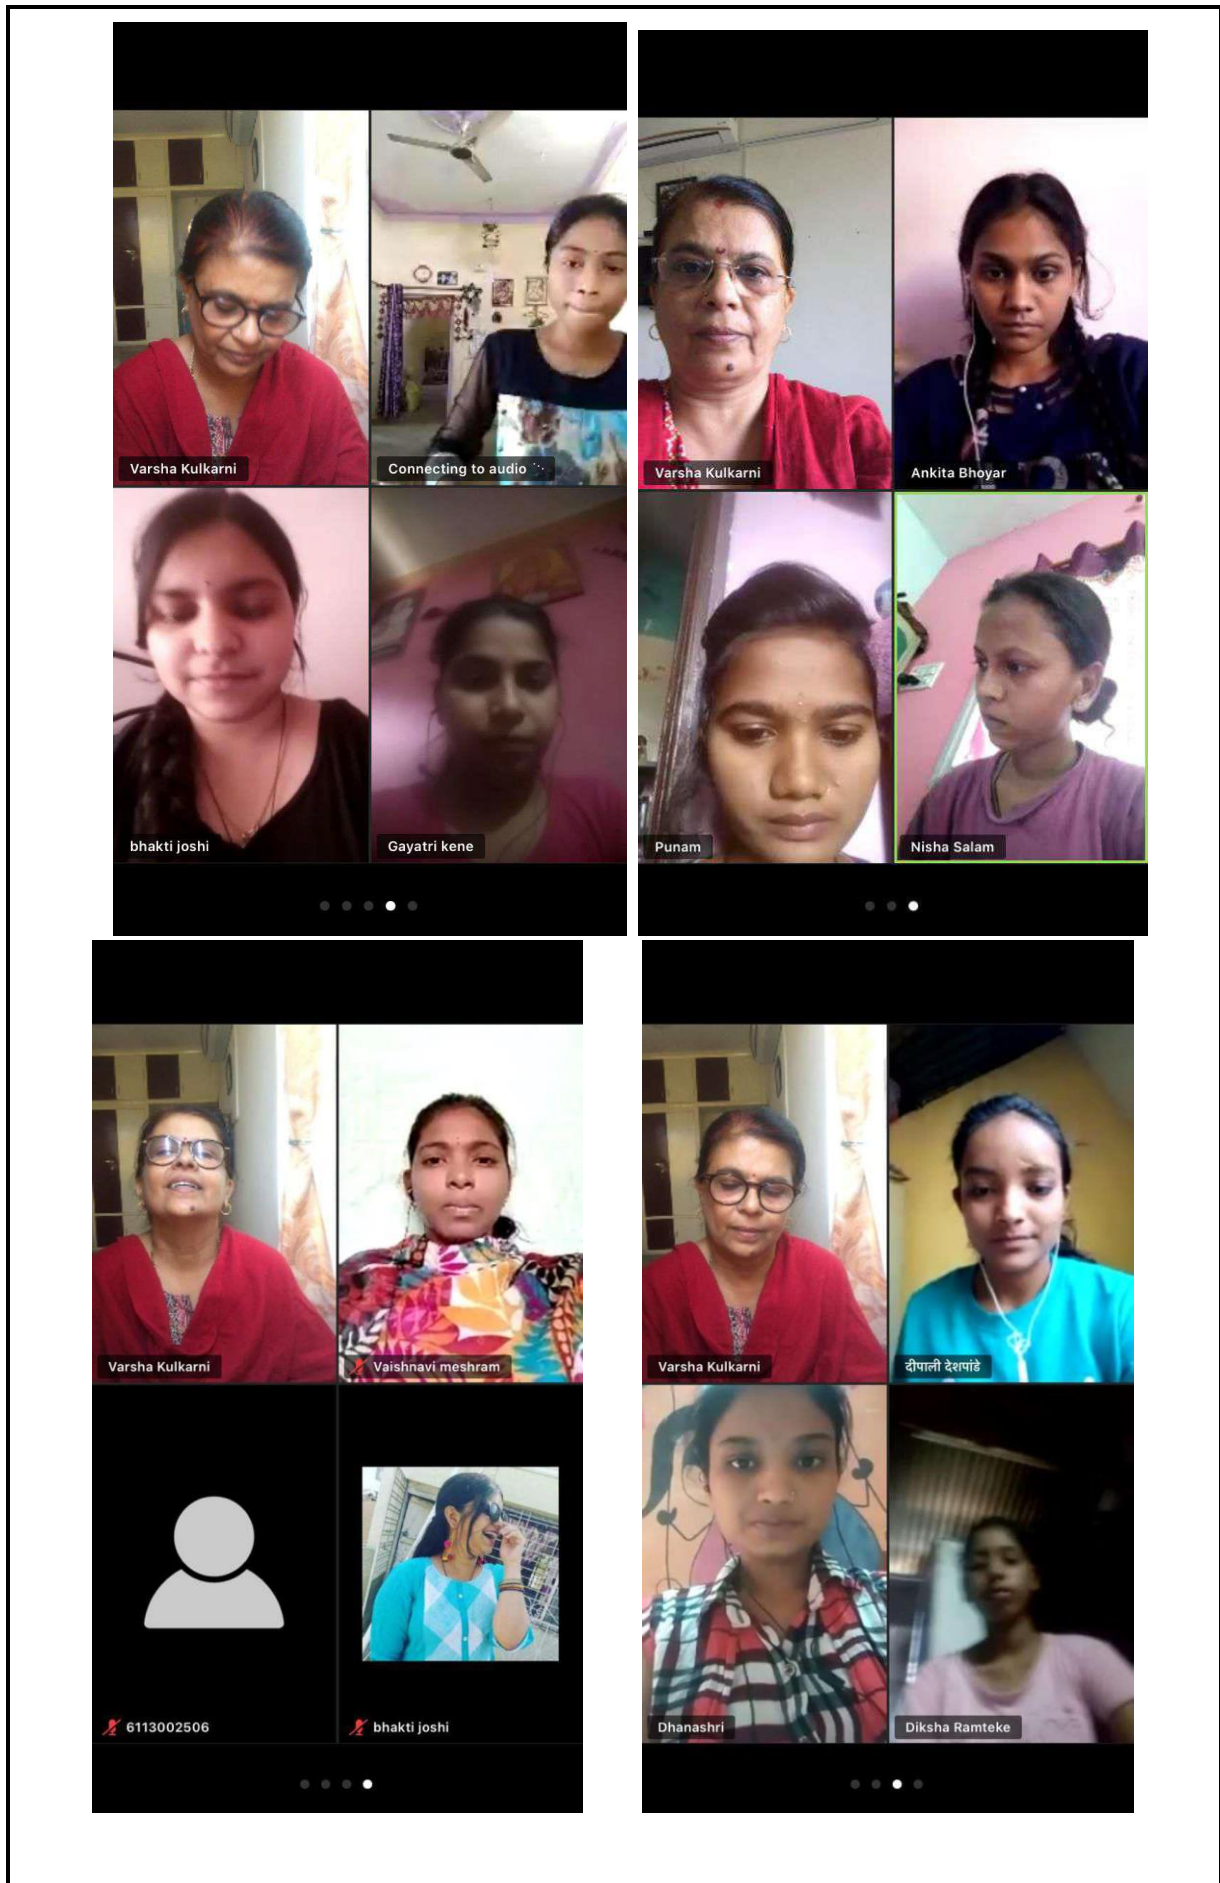 Varsha Kulkarni
Connecting to audio
bhakti joshi
Gayatri kene
Varsha Kulkarni
Ankita Bhoyar
Punam
Nisha Salam
Varsha Kulkarni
Vaishnavi meshram
6113002506
bhakti joshi
Varsha Kulkarni
दीपाली देशपांडे
Dhanashri
Diksha Ramteke